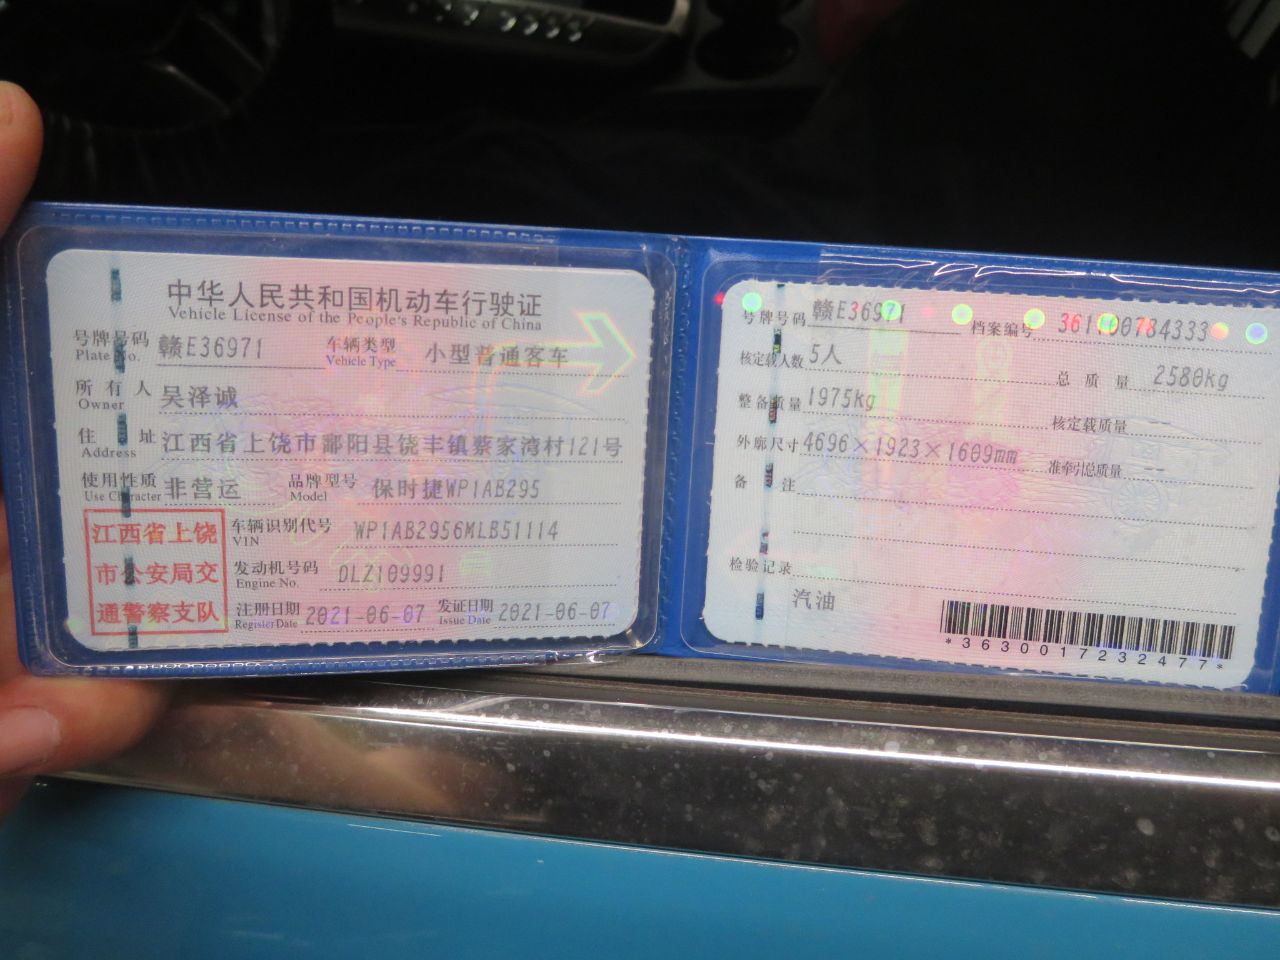 中华人民共和国机动车行驶证
Vehicle License of the People's Republic of China
号牌号码 赣E36971 车辆类型 小型普通客车
Plate No. Vehicle Type
所有人 吴泽诚
Owner
住址 江西省上饶市鄱阳县饶丰镇蔡家湾村121号
Address
使用性质 非营运 品牌型号 保时捷WP1AB295
Use Character Model
江西省上饶
市公安局交
通警察支队
车辆识别代号 WP1AB2956MLB51114
VIN
发动机号码 DLZ109991
Engine No.
注册日期 2021-06-07 发证日期 2021-06-07
Register Date Issue Date
号牌号码 赣E36971 档案编号 361100784333
核定载人数 5人 总质量 2580kg
整备质量 1975kg 核定载质量
外廓尺寸 4696×1923×1609mm 准牵引总质量 --
备注
检验记录
汽油
*3630017232477*